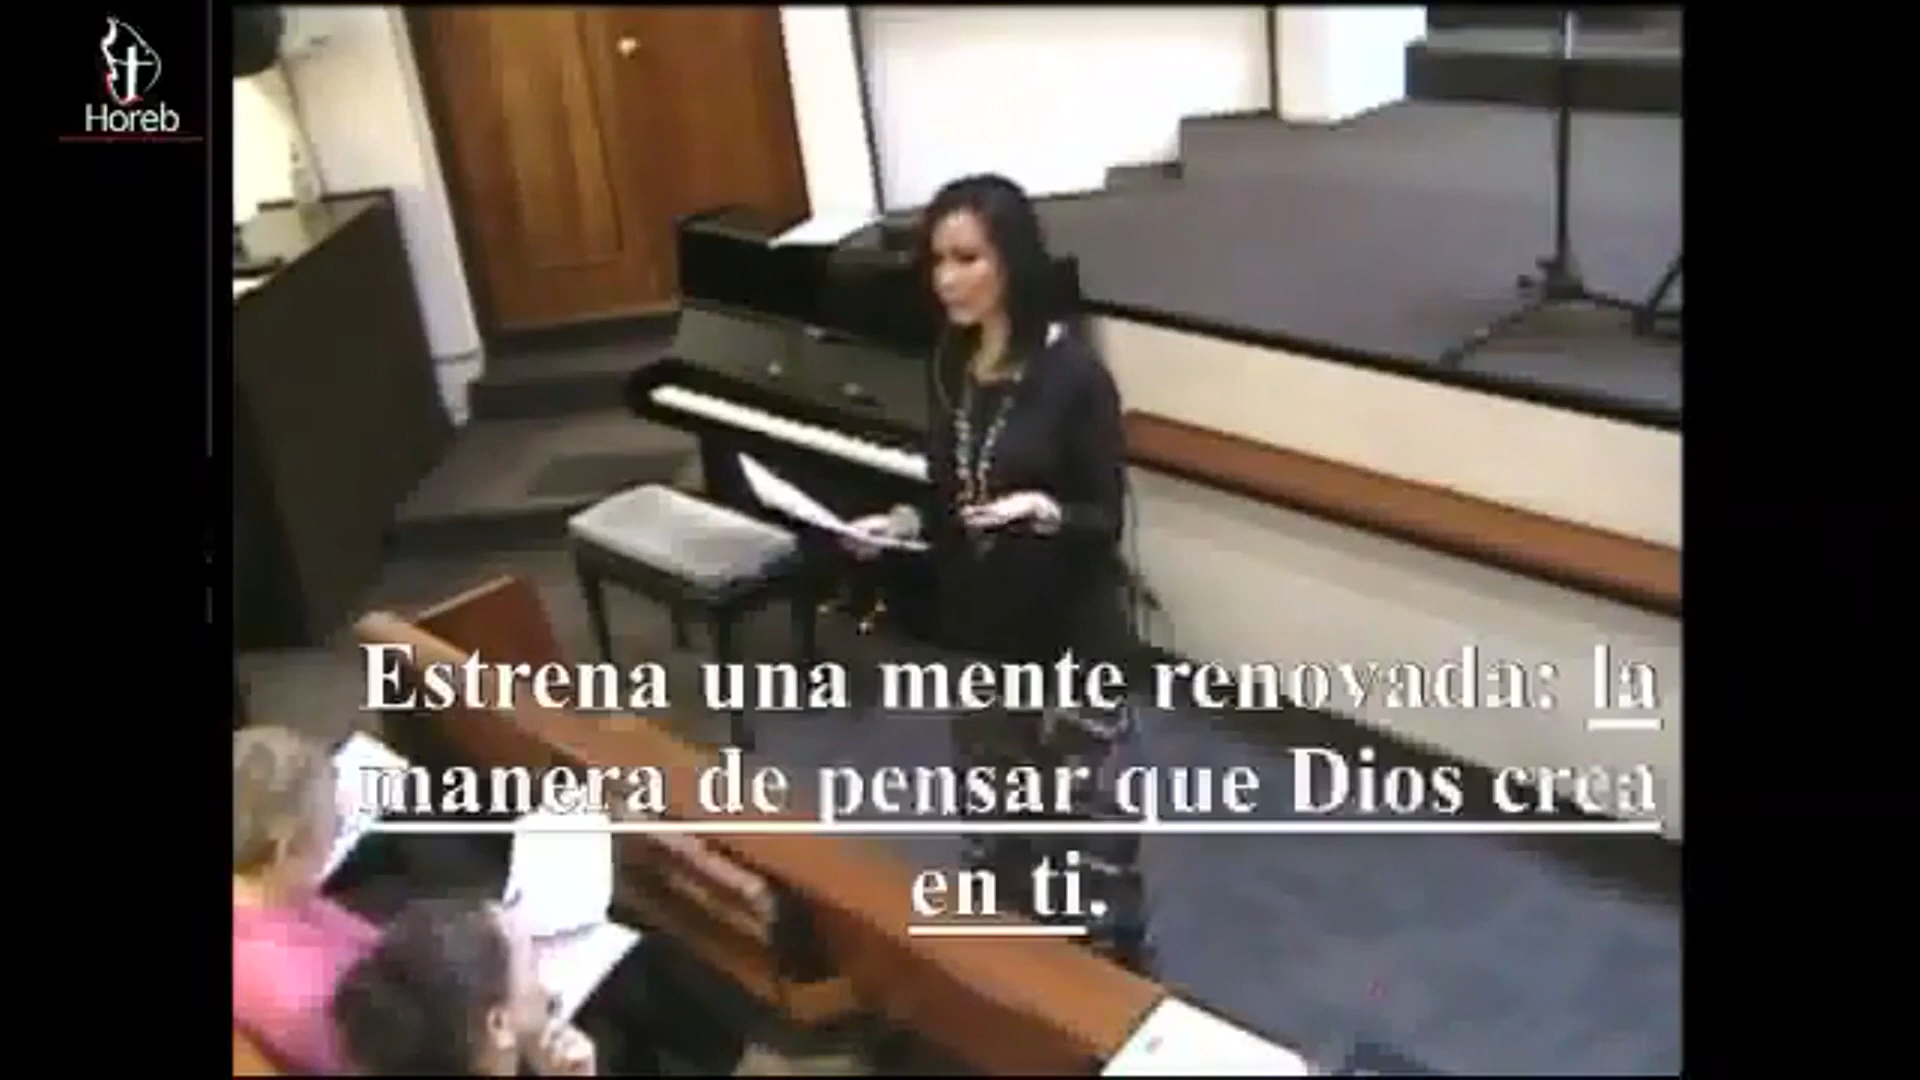 Horeb
Estrena una mente renovada: la
manera de pensar que Dios crea
en ti.